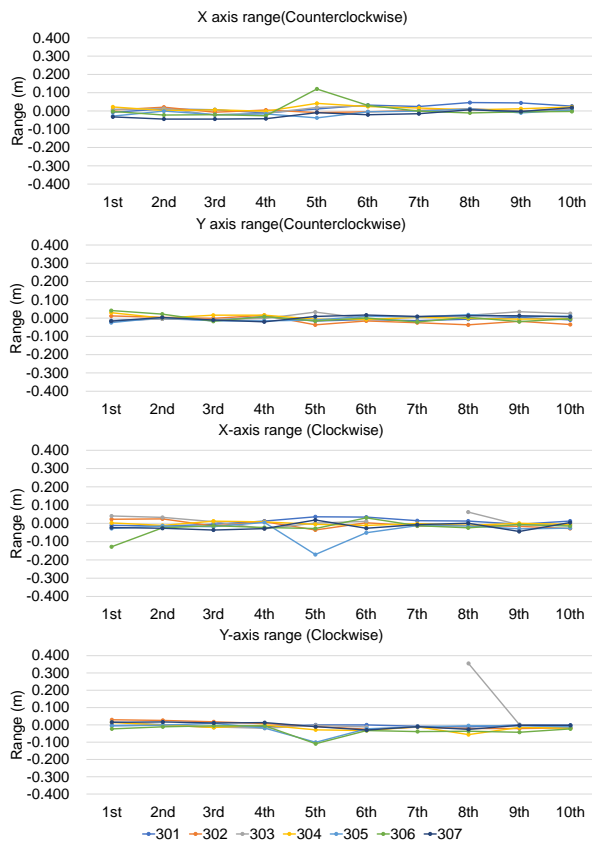 X axis range(Counterclockwise)
Range (m)
0.400
0.300
0.200
0.100
0.000
-0.100
-0.200
-0.300
-0.400
1st 2nd 3rd 4th 5th 6th 7th 8th 9th 10th
Y axis range(Counterclockwise)
Range (m)
0.400
0.300
0.200
0.100
0.000
-0.100
-0.200
-0.300
-0.400
1st 2nd 3rd 4th 5th 6th 7th 8th 9th 10th
X-axis range (Clockwise)
Range (m)
0.400
0.300
0.200
0.100
0.000
-0.100
-0.200
-0.300
-0.400
1st 2nd 3rd 4th 5th 6th 7th 8th 9th 10th
Y-axis range (Clockwise)
Range (m)
0.400
0.300
0.200
0.100
0.000
-0.100
-0.200
-0.300
-0.400
1st 2nd 3rd 4th 5th 6th 7th 8th 9th 10th
301 302 303 304 305 306 307